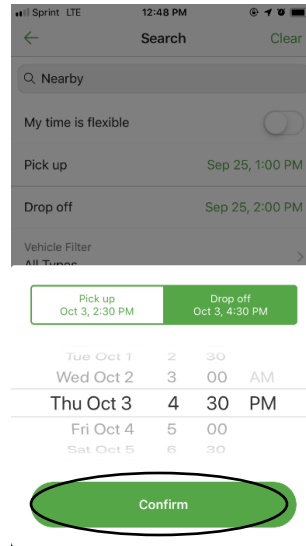 Sprint LTE 12:48 PM
Search Clear
Nearby
My time is flexible
Pick up Sep 25, 1:00 PM
Drop off Sep 25, 2:00 PM
Vehicle Filter
All Types
Pick up Drop off
Oct 3, 2:30 PM Oct 3, 4:30 PM
Tue Oct 1 2 30
Wed Oct 2 3 00 AM
Thu Oct 3 4 30 PM
Fri Oct 4 5 00
Sat Oct 5 6 30
Confirm